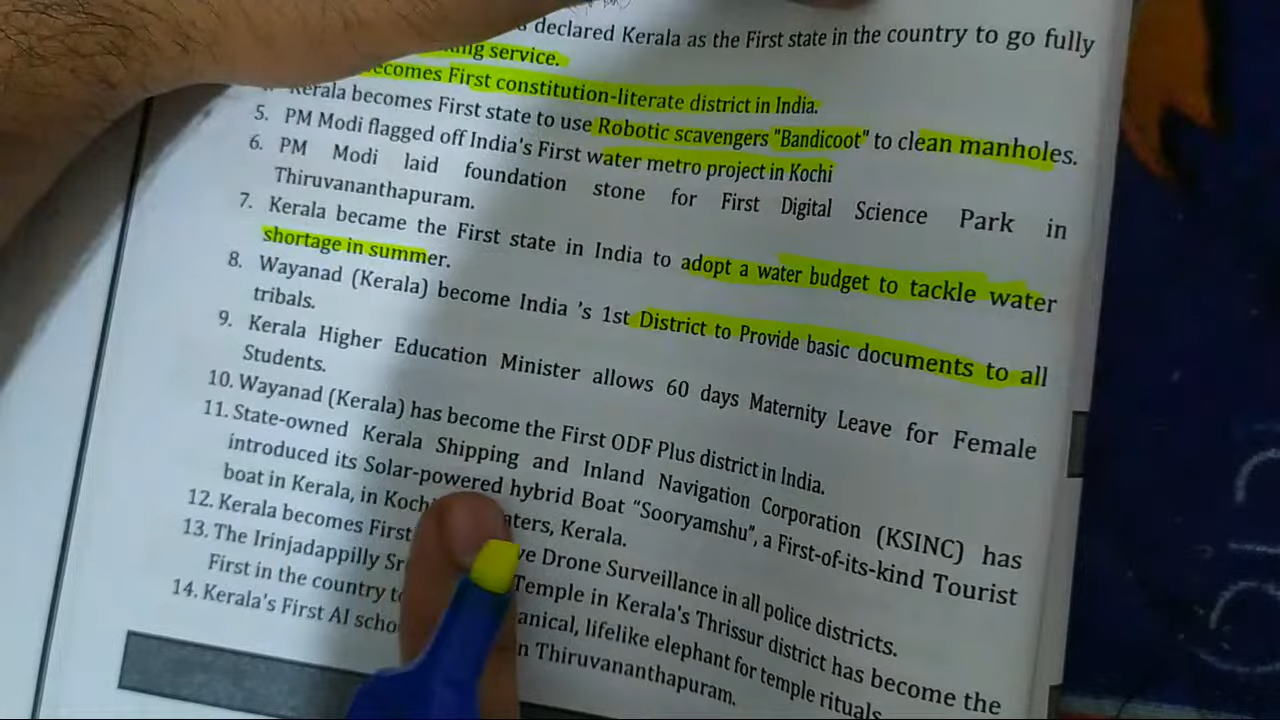 declared Kerala as the First state in the country to go fully
service.
ecomes First constitution-literate district in India.
Kerala becomes First state to use Robotic scavengers "Bandicoot" to clean manholes.
5. PM Modi flagged off India's First water metro project in Kochi
6. PM Modi laid foundation stone for First Digital Science Park in
Thiruvananthapuram.
7. Kerala became the First state in India to adopt a water budget to tackle water
shortage in summer.
8. Wayanad (Kerala) become India 's 1st District to Provide basic documents to all
tribals.
9. Kerala Higher Education Minister allows 60 days Maternity Leave for Female
Students.
10. Wayanad (Kerala) has become the First ODF Plus district in India.
11. State-owned Kerala Shipping and Inland Navigation Corporation (KSINC) has
introduced its Solar-powered hybrid Boat “Sooryamshu”, a First-of-its-kind Tourist
boat in Kerala, in Koch aters, Kerala.
12. Kerala becomes First ve Drone Surveillance in all police districts.
13. The Irinjadappilly Sr Temple in Kerala's Thrissur district has become the
First in the country to anical, lifelike elephant for temple rituals
14. Kerala's First AI scho n Thiruvananthapuram.